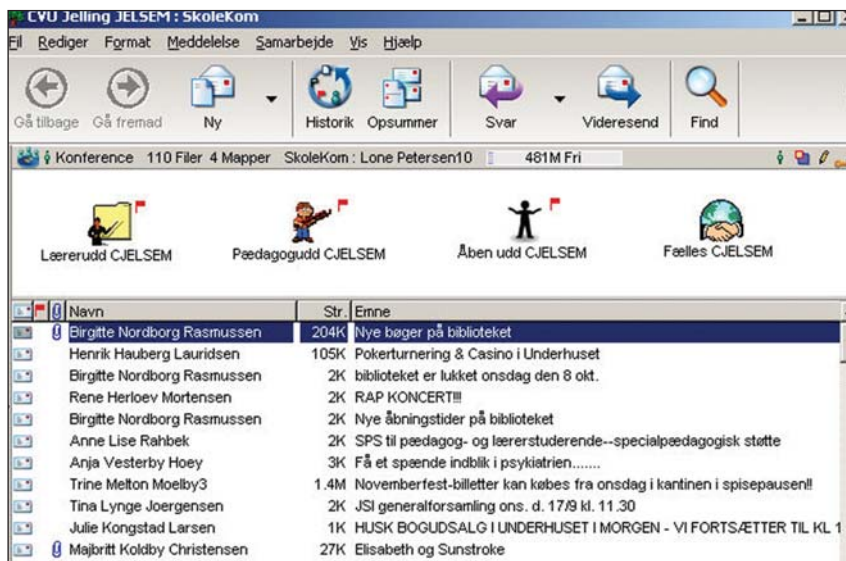 CVU Jelling JELSEM : SkoleKom
Fil Rediger Format Meddelelse Samarbejde Vis Hjælp
Gå tilbage Gå fremad Ny Historik Opsummer Svar Videresend Find
Konference 110 Filer 4 Mapper SkoleKom : Lone Petersen10 481M Fri
Lærerudd CJELSEM Pædagogudd CJELSEM Åben udd CJELSEM Fælles CJELSEM
Navn Str. Emne
Birgitte Nordborg Rasmussen 204K Nye bøger på biblioteket
Henrik Hauberg Lauridsen 105K Pokerturnering & Casino i Underhuset
Birgitte Nordborg Rasmussen 2K biblioteket er lukket onsdag den 8 okt.
Rene Herloev Mortensen 2K RAP KONCERT!!!
Birgitte Nordborg Rasmussen 2K Nye åbningstider på biblioteket
Anne Lise Rahbek 2K SPS til pædagog- og lærerstuderende--specialpædagogisk støtte
Anja Vesterby Hoey 3K Få et spænde indblik i psykiatrien.......
Trine Melton Moelby3 1.4M Novemberfest-billetter kan købes fra onsdag i kantinen i spisepausen!!
Tina Lynge Joergensen 2K JSI generalforsamling ons. d. 17/9 kl. 11.30
Julie Kongstad Larsen 1K HUSK BOGUDSALG I UNDERHUSET I MORGEN - VI FORTSÆTTER TIL KL 1
Majbritt Koldby Christensen 27K Elisabeth og Sunstroke